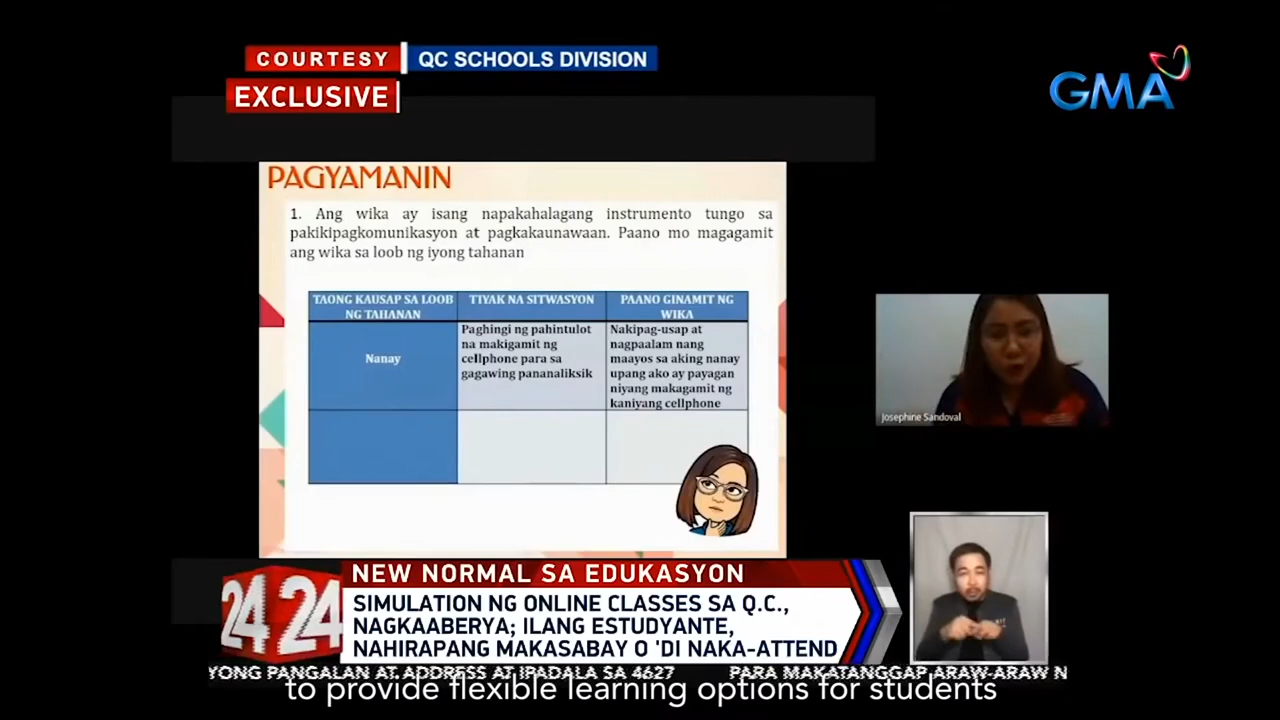 COURTESY QC SCHOOLS DIVISION
EXCLUSIVE
GMA
PAGYAMANIN
1. Ang wika ay isang napakahalagang instrumento tungo sa
pakikipagkomunikasyon at pagkakaunawaan. Paano mo magagamit
ang wika sa loob ng iyong tahanan
TAONG KAUSAP SA LOOB
NG TAHANAN
TIYAK NA SITWASYON
PAANO GINAMIT NG
WIKA
Nanay
Paghingi ng pahintulot
na makigamit ng
cellphone para sa
gagawing pananaliksik
Nakipag-usap at
nagpaalam nang
maayos sa aking nanay
upang ako ay payagan
niyang makagamit ng
kaniyang cellphone
Josephine Sandoval
24 24
NEW NORMAL SA EDUKASYON
SIMULATION NG ONLINE CLASSES SA Q.C.,
NAGKAABERYA; ILANG ESTUDYANTE,
NAHIRAPANG MAKASABAY O 'DI NAKA-ATTEND
YONG PANGALAN AT ADDRESS AT IPADALA SA 4627 PARA MAKATANGGAP ARAW-ARAW N
to provide flexible learning options for students